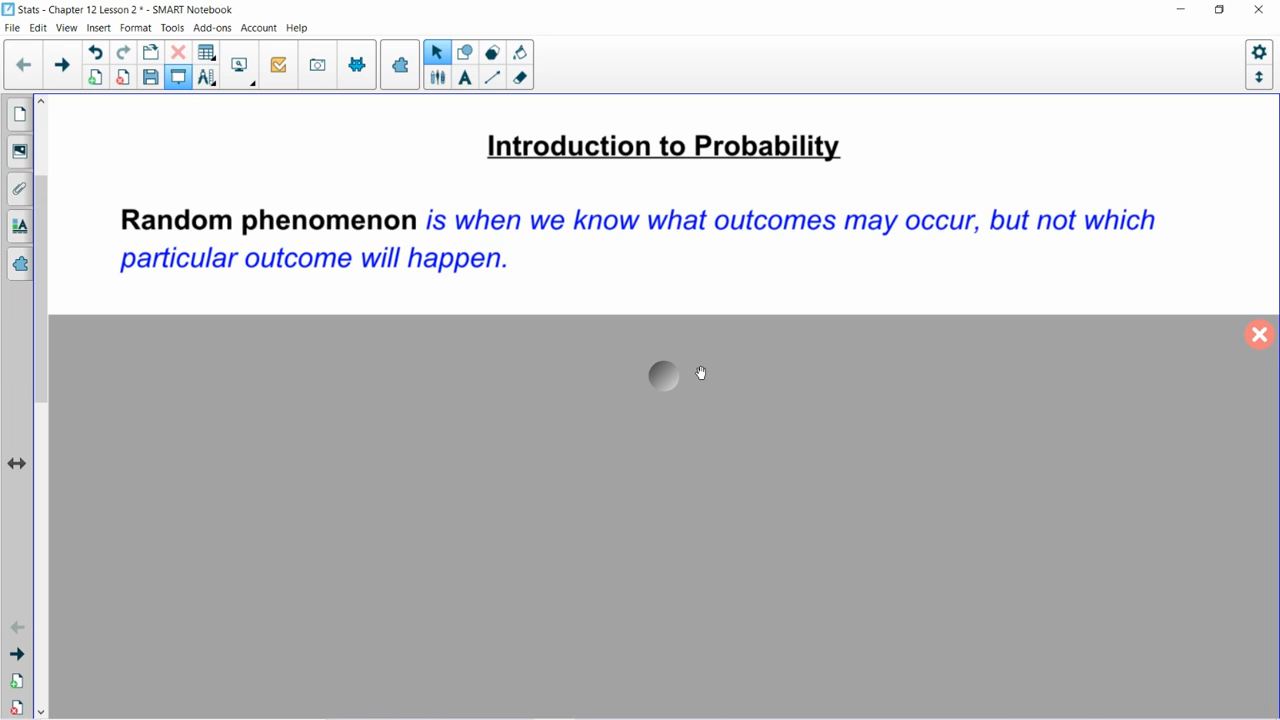 Stats - Chapter 12 Lesson 2 * - SMART Notebook
File Edit View Insert Format Tools Add-ons Account Help
Introduction to Probability
Random phenomenon is when we know what outcomes may occur, but not which
particular outcome will happen.